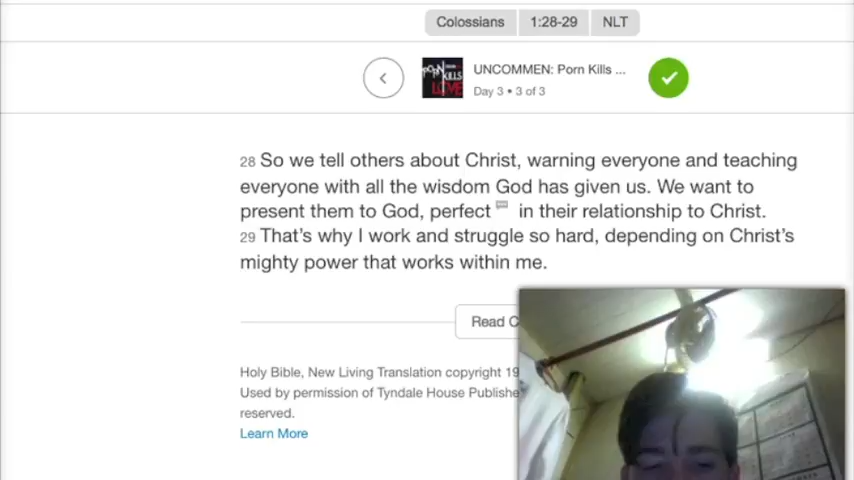 Colossians 1:28-29 NLT
UNCOMMEN: Porn Kills ...
PORN
KILLS
LOVE
Day 3 • 3 of 3
28 So we tell others about Christ, warning everyone and teaching
everyone with all the wisdom God has given us. We want to
present them to God, perfect in their relationship to Christ.
29 That’s why I work and struggle so hard, depending on Christ’s
mighty power that works within me.
Read C
Holy Bible, New Living Translation copyright 19
Used by permission of Tyndale House Publishe
reserved.
Learn More